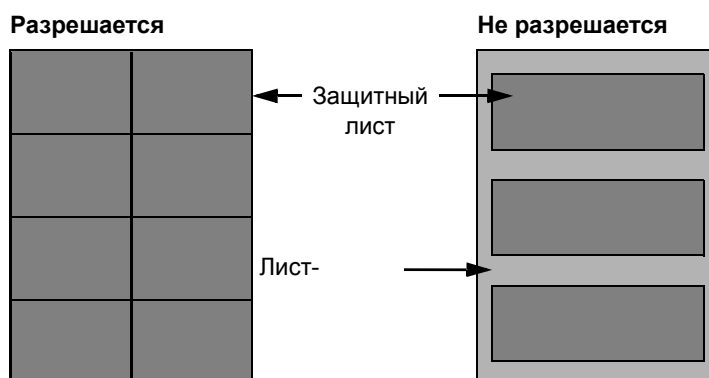 Разрешается
Не разрешается
Защитный
лист
Лист-